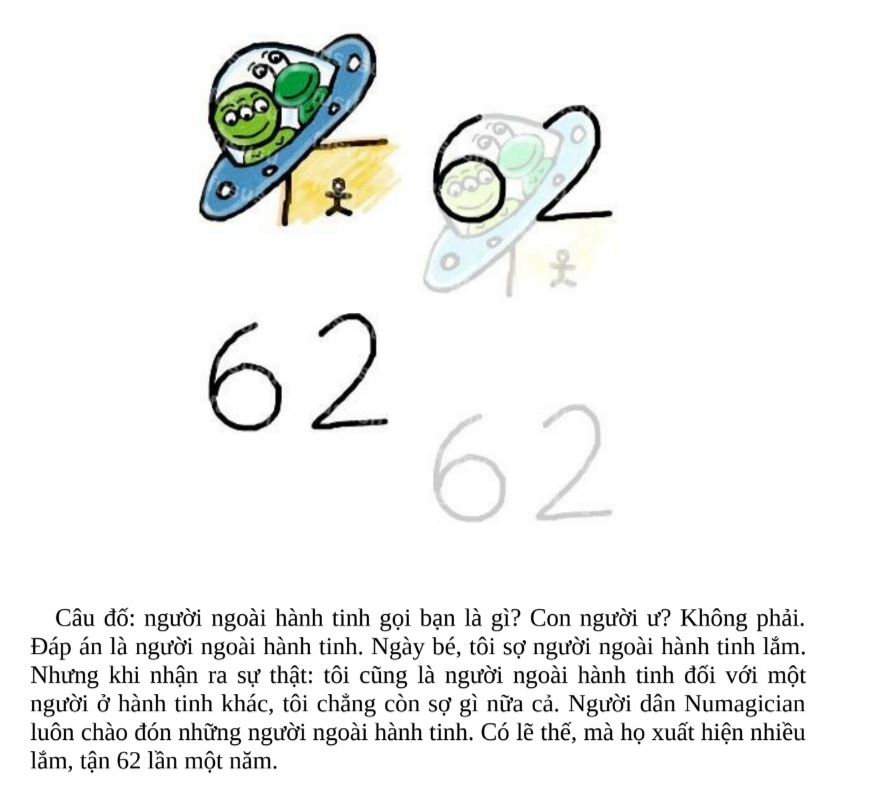 62
62
62
Câu đố: người ngoài hành tinh gọi bạn là gì? Con người ư? Không phải.
Đáp án là người ngoài hành tinh. Ngày bé, tôi sợ người ngoài hành tinh lắm.
Nhưng khi nhận ra sự thật: tôi cũng là người ngoài hành tinh đối với một
người ở hành tinh khác, tôi chẳng còn sợ gì nữa cả. Người dân Numagician
luôn chào đón những người ngoài hành tinh. Có lẽ thế, mà họ xuất hiện nhiều
lắm, tận 62 lần một năm.